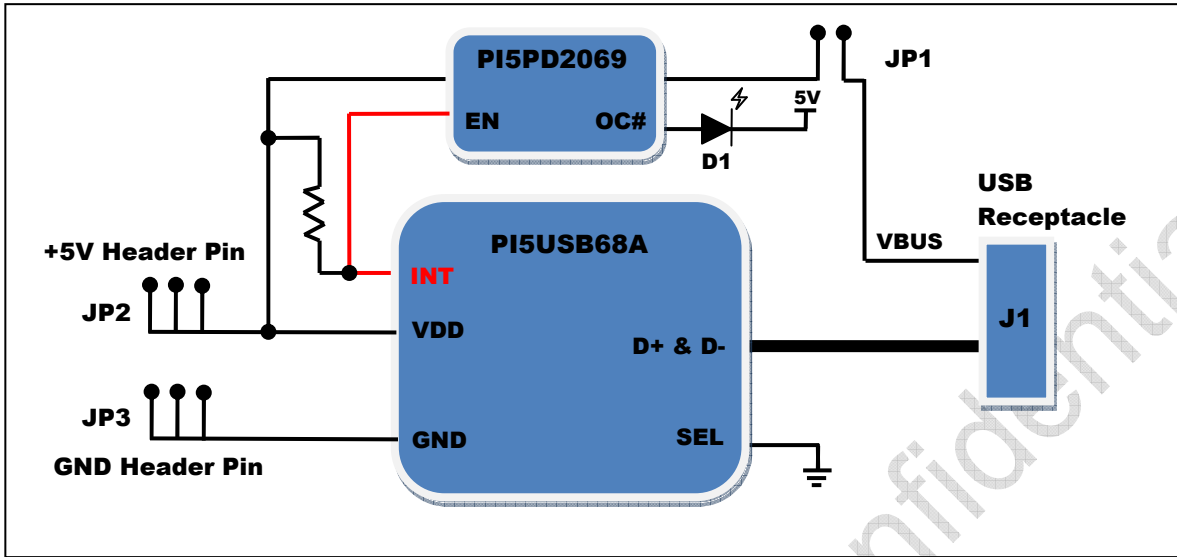 PI5PD2069
JP1
5V
EN
OC#
D1
USB
Receptacle
PI5USB68A
+5V Header Pin
VBUS
INT
JP2
VDD
J1
D+ & D-
JP3
GND
SEL
GND Header Pin